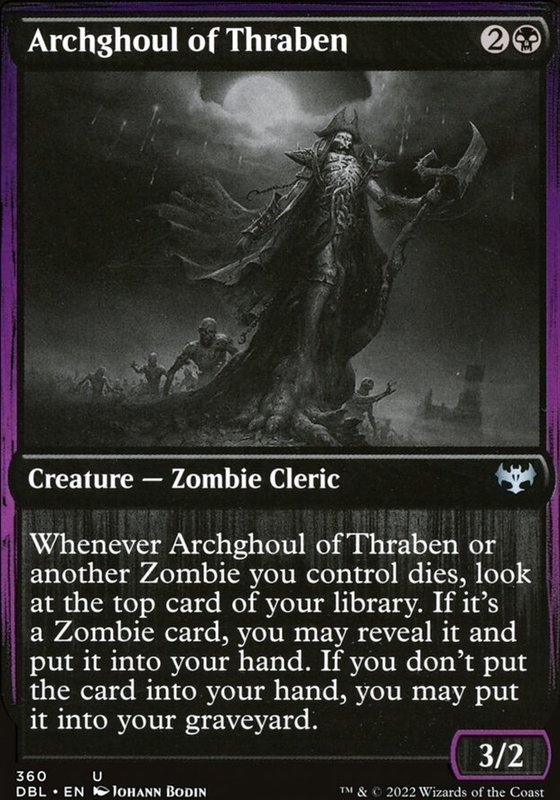 Archghoul of Thraben 2
Creature — Zombie Cleric
Whenever Archghoul of Thraben or
another Zombie you control dies, look
at the top card of your library. If it's
a Zombie card, you may reveal it and
put it into your hand. If you don't put
the card into your hand, you may put
it into your graveyard.
3/2
360 U
DBL • EN Johann Bodin
™ & © 2022 Wizards of the Coast